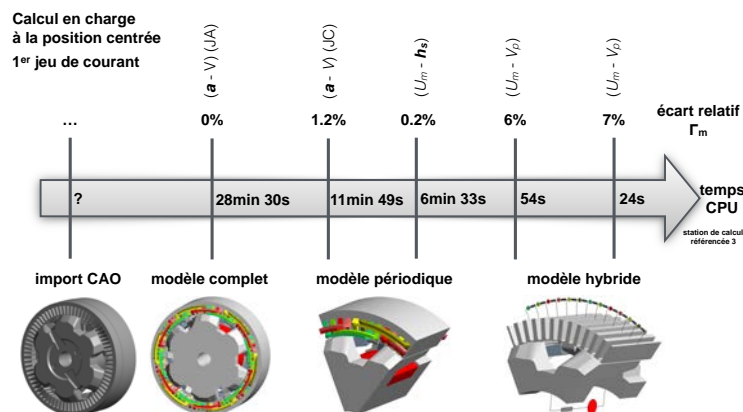 Calcul en charge
à la position centrée
1er jeu de courant
(a - V) (JA)
(a - V) (JC)
(Um - hs)
(Um - Vp)
(Um - Vp)
...
0%
1.2%
0.2%
6%
7%
écart relatif
Γm
?
28min 30s
11min 49s
6min 33s
54s
24s
temps
CPU
station de calcul
référencée 3
import CAO
modèle complet
modèle périodique
modèle hybride